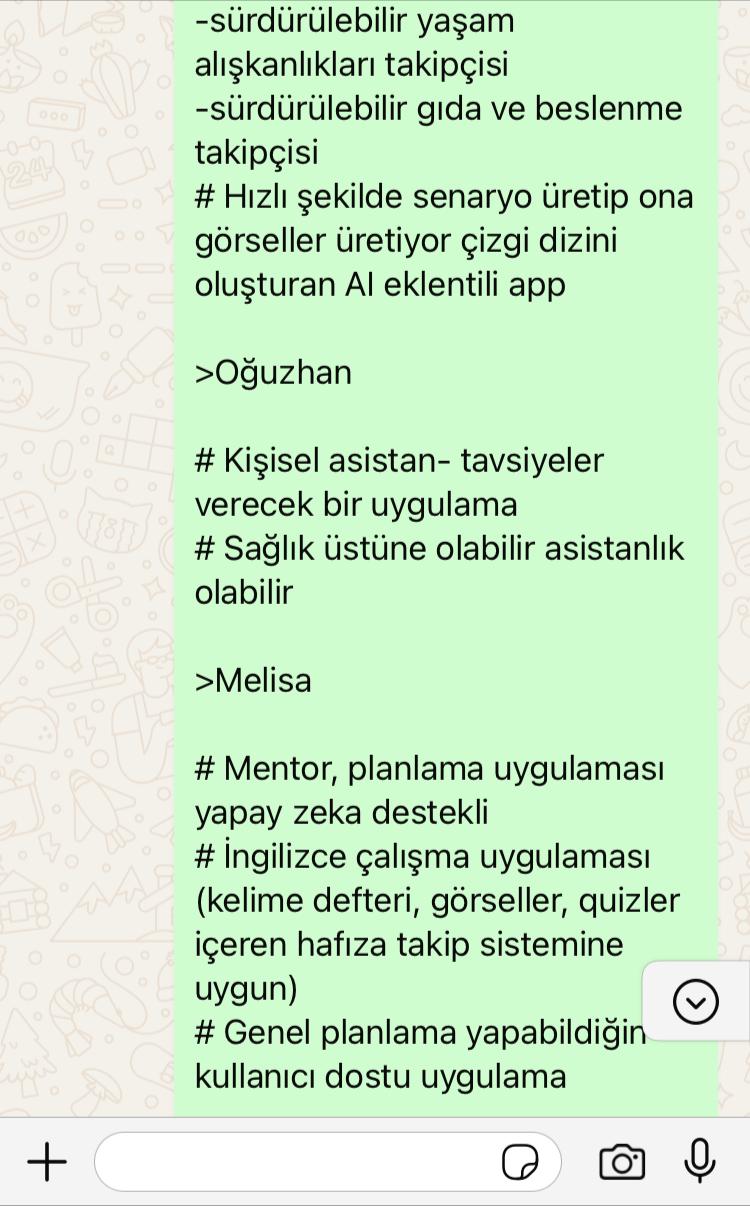 -sürdürülebilir yaşam
alışkanlıkları takipçisi
-sürdürülebilir gıda ve beslenme
takipçisi
# Hızlı şekilde senaryo üretip ona
görseller üretiyor çizgi dizini
oluşturan AI eklentili app
>Oğuzhan
# Kişisel asistan- tavsiyeler
verecek bir uygulama
# Sağlık üstüne olabilir asistanlık
olabilir
>Melisa
# Mentor, planlama uygulaması
yapay zeka destekli
# İngilizce çalışma uygulaması
(kelime defteri, görseller, quizler
içeren hafıza takip sistemine
uygun)
# Genel planlama yapabildiğin
kullanıcı dostu uygulama